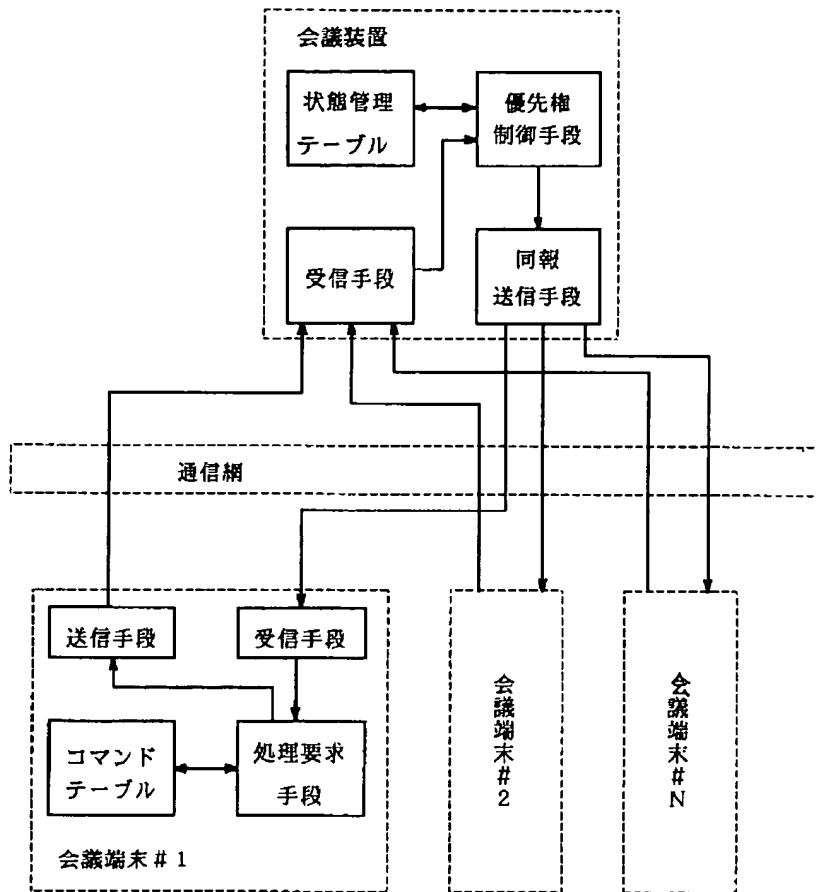 会議装置
状態管理
テーブル
優先権
制御手段
受信手段
同報
送信手段
通信網
送信手段
受信手段
コマンド
テーブル
処理要求
手段
会議端末#1
会議端末#2
会議端末#N